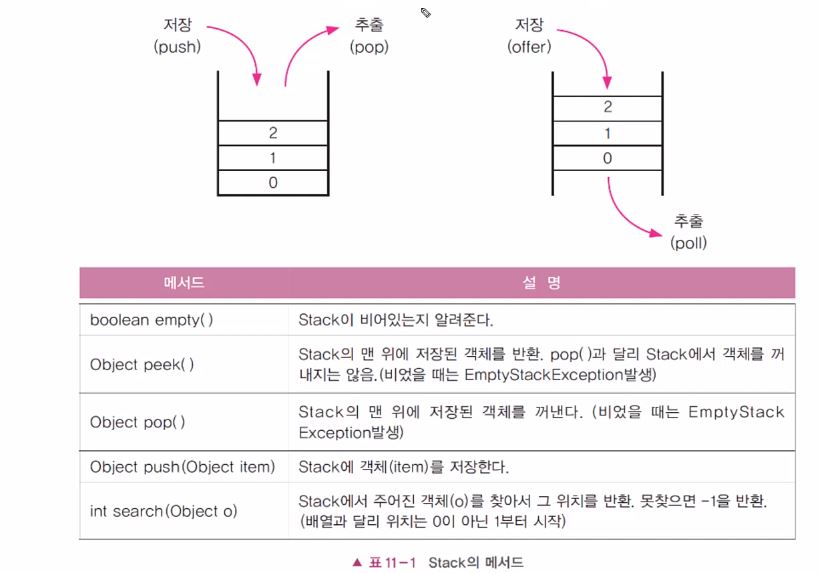 저장
(push)
추출
(pop)
2
1
0
저장
(offer)
2
1
0
추출
(poll)
메서드 설 명
boolean empty( ) Stack이 비어있는지 알려준다.
Object peek( ) Stack의 맨 위에 저장된 객체를 반환. pop( )과 달리 Stack에서 객체를 꺼
내지는 않음.(비었을 때는 EmptyStackException발생)
Object pop( ) Stack의 맨 위에 저장된 객체를 꺼낸다. (비었을 때는 EmptyStack
Exception발생)
Object push(Object item) Stack에 객체(item)를 저장한다.
int search(Object o) Stack에서 주어진 객체(o)를 찾아서 그 위치를 반환. 못찾으면 -1을 반환.
(배열과 달리 위치는 0이 아닌 1부터 시작)
▲ 표 11-1 Stack의 메서드